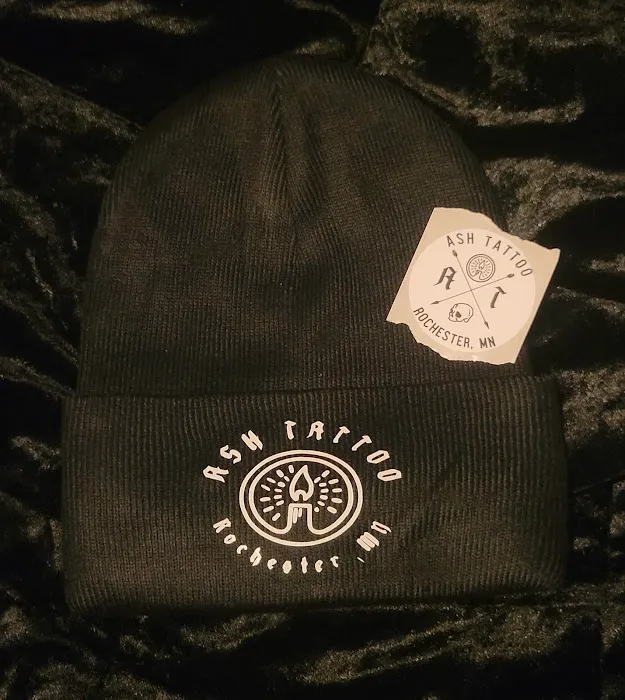 ASH TATTOO
A T
ROCHESTER, MN
ASH TATTOO
Rochester, MN